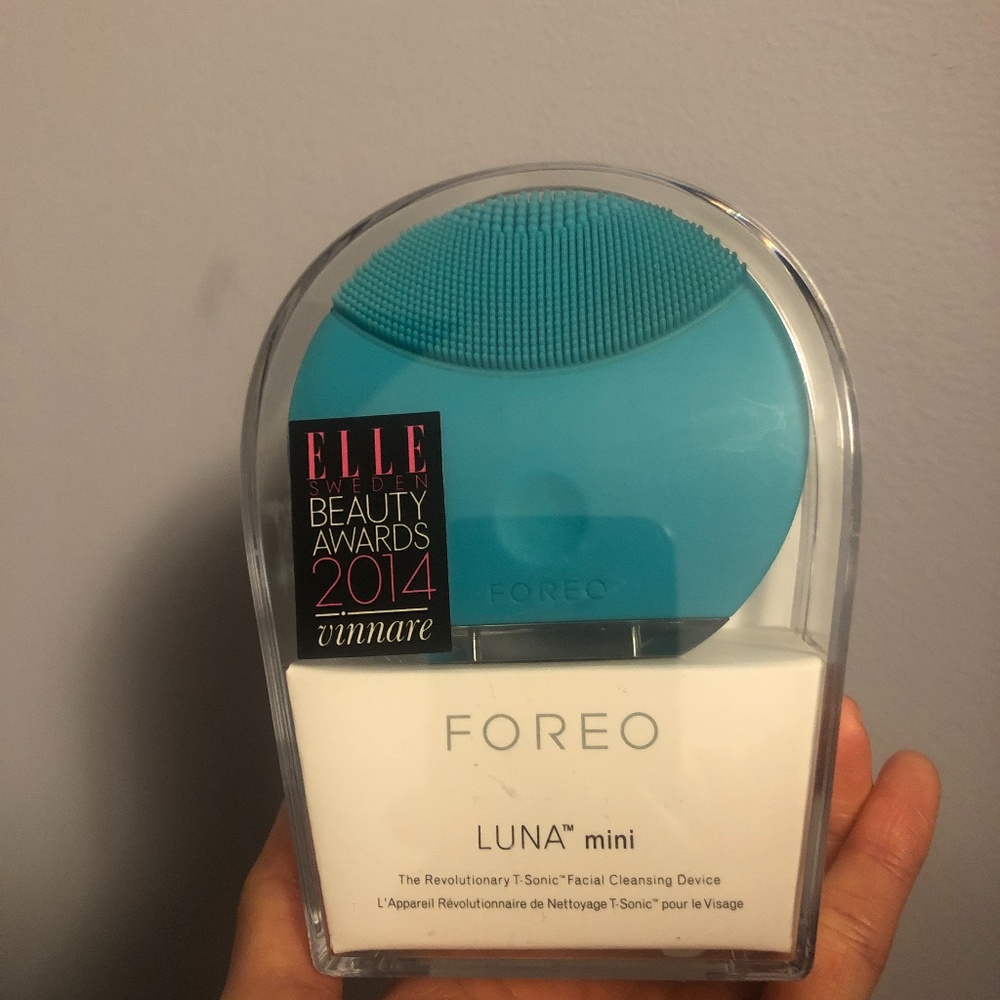 ELLE
SWEDEN
BEAUTY
AWARDS
2014
vinnare
FOREO
FOREO
LUNA™ mini
The Revolutionary T-Sonic™ Facial Cleansing Device
L'Appareil Révolutionnaire de Nettoyage T-Sonic™ pour le Visage